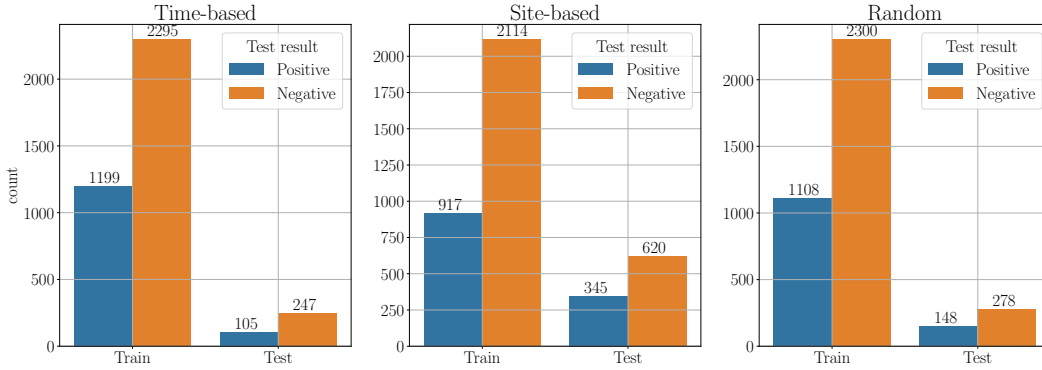 Time-based
2295
Test result
Positive
Negative
1199
247
105
2000
1500
1000
500
0
count
Train
Test
Site-based
2114
Test result
Positive
Negative
917
620
345
2000
1750
1500
1250
1000
750
500
250
0
Train
Test
Random
2300
Test result
Positive
Negative
1108
278
148
2000
1500
1000
500
0
Train
Test